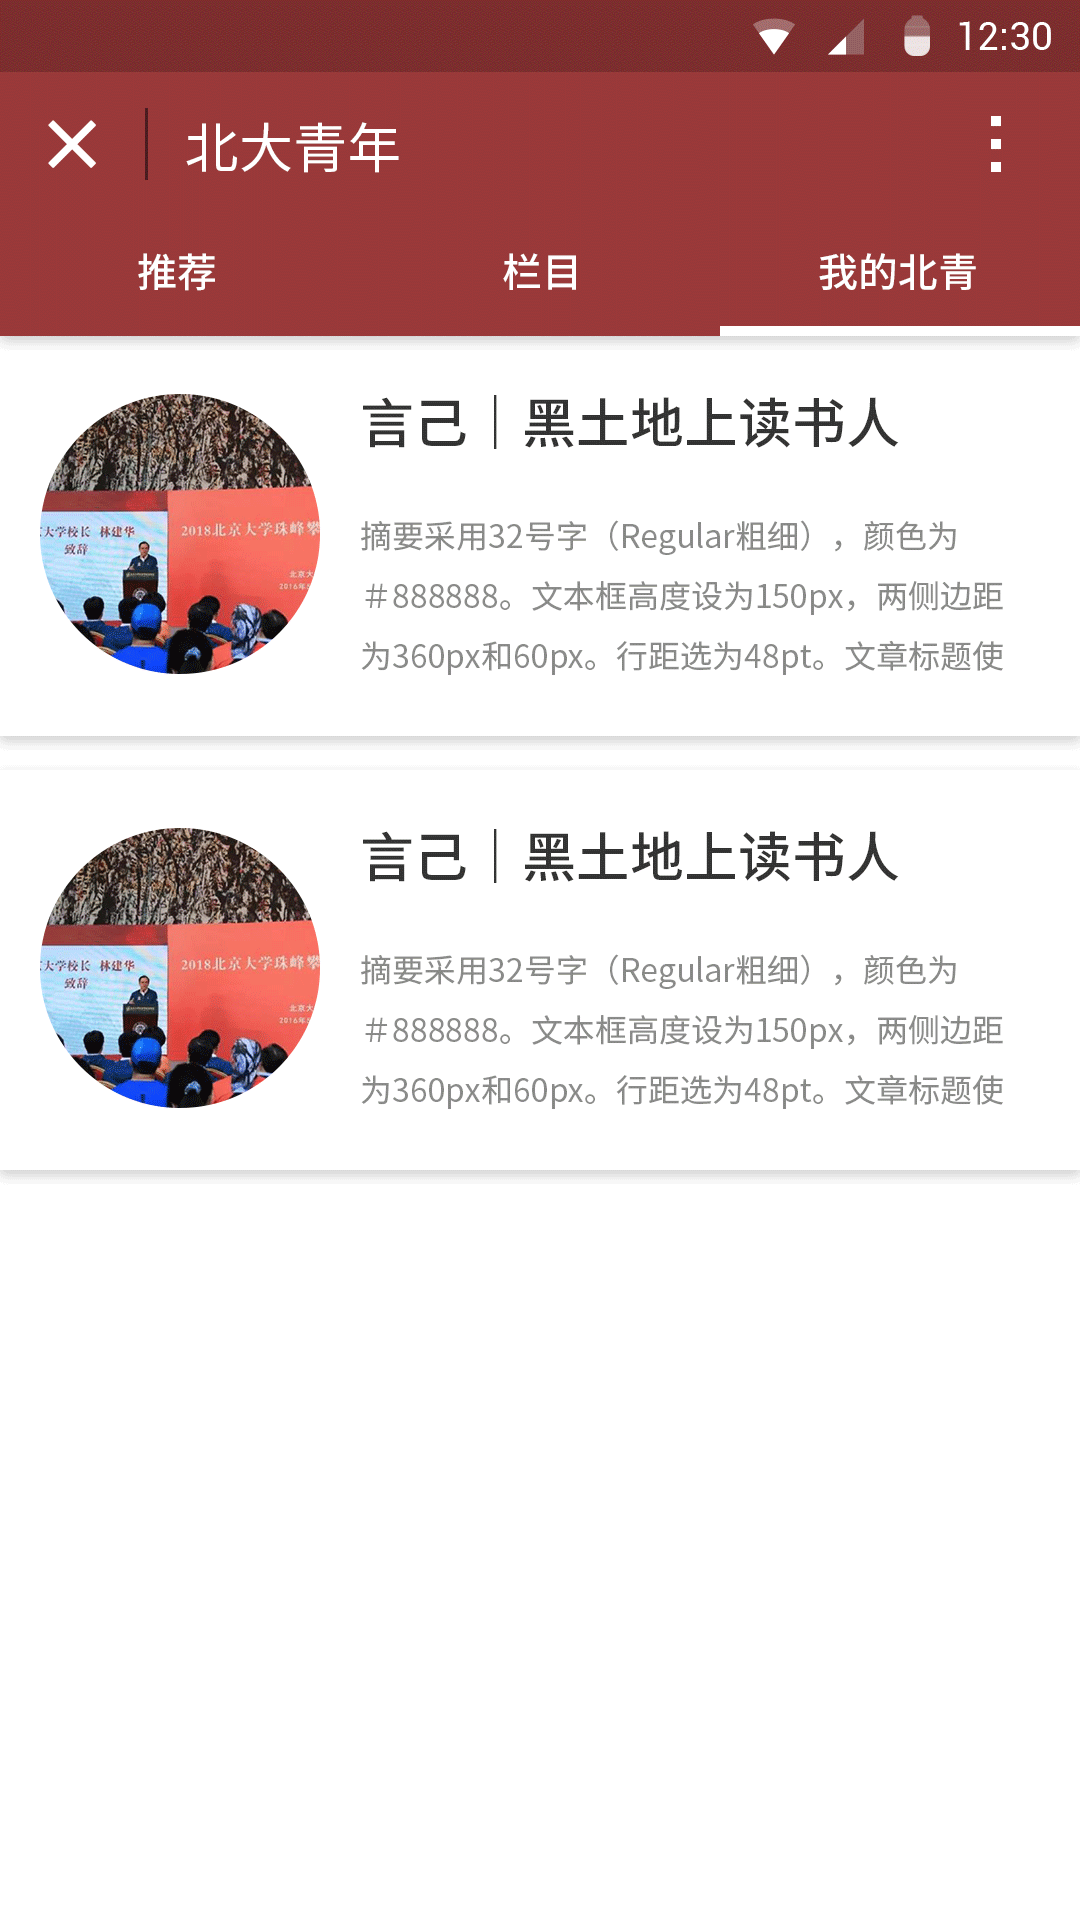 12:30
北大青年
推荐 栏目 我的北青
言己｜黑土地上读书人
大学校长 林建华
致辞
2018北京大学珠峰攀
北京大
摘要采用32号字（Regular粗细），颜色为
＃888888。文本框高度设为150px，两侧边距
为360px和60px。行距选为48pt。文章标题使
言己｜黑土地上读书人
大学校长 林建华
致辞
2018北京大学珠峰攀
北京大
摘要采用32号字（Regular粗细），颜色为
＃888888。文本框高度设为150px，两侧边距
为360px和60px。行距选为48pt。文章标题使